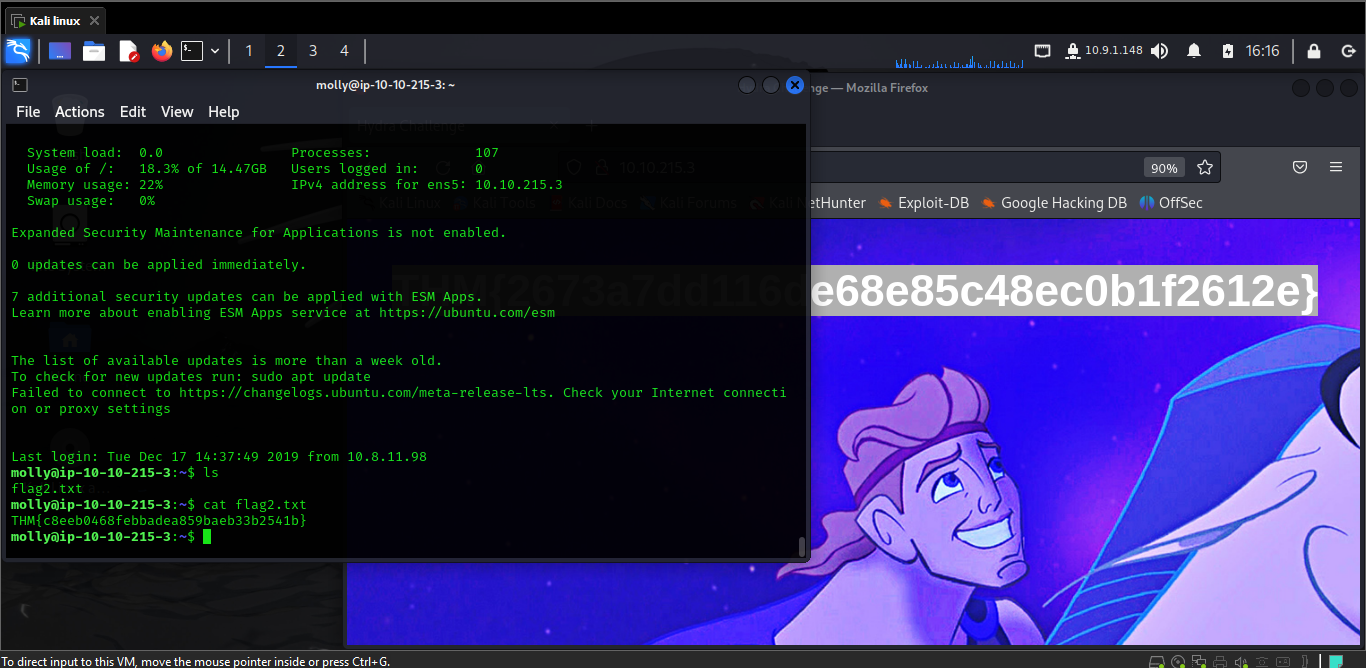 Kali linux
1 2 3 4
10.9.1.148
16:16
molly@ip-10-10-215-3: ~
File Actions Edit View Help
System load: 0.0 Processes: 107
Usage of /: 18.3% of 14.47GB Users logged in: 0
Memory usage: 22% IPv4 address for ens5: 10.10.215.3
Swap usage: 0%
Expanded Security Maintenance for Applications is not enabled.
0 updates can be applied immediately.
7 additional security updates can be applied with ESM Apps.
Learn more about enabling ESM Apps service at https://ubuntu.com/esm
The list of available updates is more than a week old.
To check for new updates run: sudo apt update
Failed to connect to https://changelogs.ubuntu.com/meta-release-lts. Check your Internet connecti
on or proxy settings
Last login: Tue Dec 17 14:37:49 2019 from 10.8.11.98
molly@ip-10-10-215-3:~$ ls
flag2.txt
molly@ip-10-10-215-3:~$ cat flag2.txt
THM{c8eeb0468febbadea859baeb33b2541b}
molly@ip-10-10-215-3:~$
nge — Mozilla Firefox
Hydra Challenge
10.10.215.3
90%
Kali Linux Kali Tools Kali Docs Kali Forums Kali NetHunter Exploit-DB Google Hacking DB OffSec
THM{2673a7dd116de68e85c48ec0b1f2612e}
To direct input to this VM, move the mouse pointer inside or press Ctrl+G.